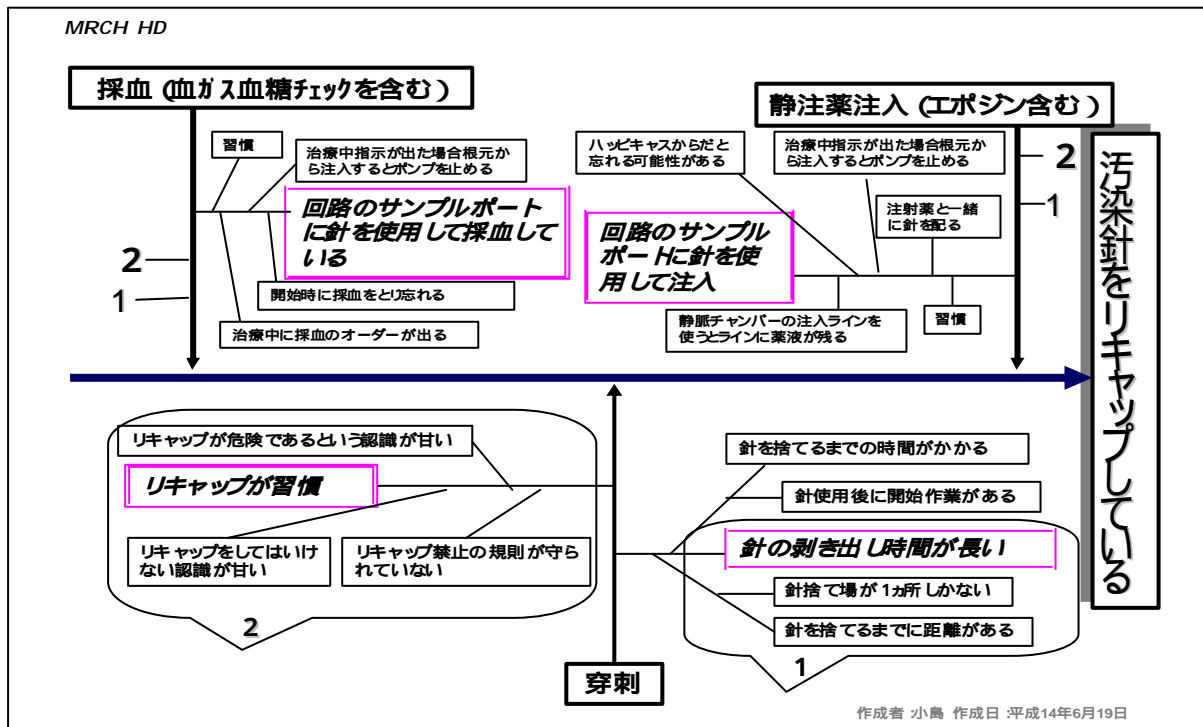 MRCH HD
採血 (血ガス血糖チェックを含む)
習慣
治療中指示が出た場合根元か
ら注入するとポンプを止める
回路のサンプルポート
に針を使用して採血して
いる
2
1
開始時に採血をとり忘れる
治療中に採血のオーダーが出る
静注薬注入 (エポジン含む)
ハッピキャスからだと
忘れる可能性がある
治療中指示が出た場合根元か
ら注入するとポンプを止める
2
1
注射薬と一緒
に針を配る
回路のサンプル
ポートに針を使
用して注入
静脈チャンバーの注入ラインを
使うとラインに薬液が残る
習慣
汚染針をリキャップしている
リキャップが危険であるという認識が甘い
リキャップが習慣
リキャップをしてはいけ
ない認識が甘い
リキャップ禁止の規則が守ら
れていない
2
針を捨てるまでの時間がかかる
針使用後に開始作業がある
針の剥き出し時間が長い
針捨て場が1ヵ所しかない
針を捨てるまでに距離がある
1
穿刺
作成者:小島 作成日:平成14年6月19日